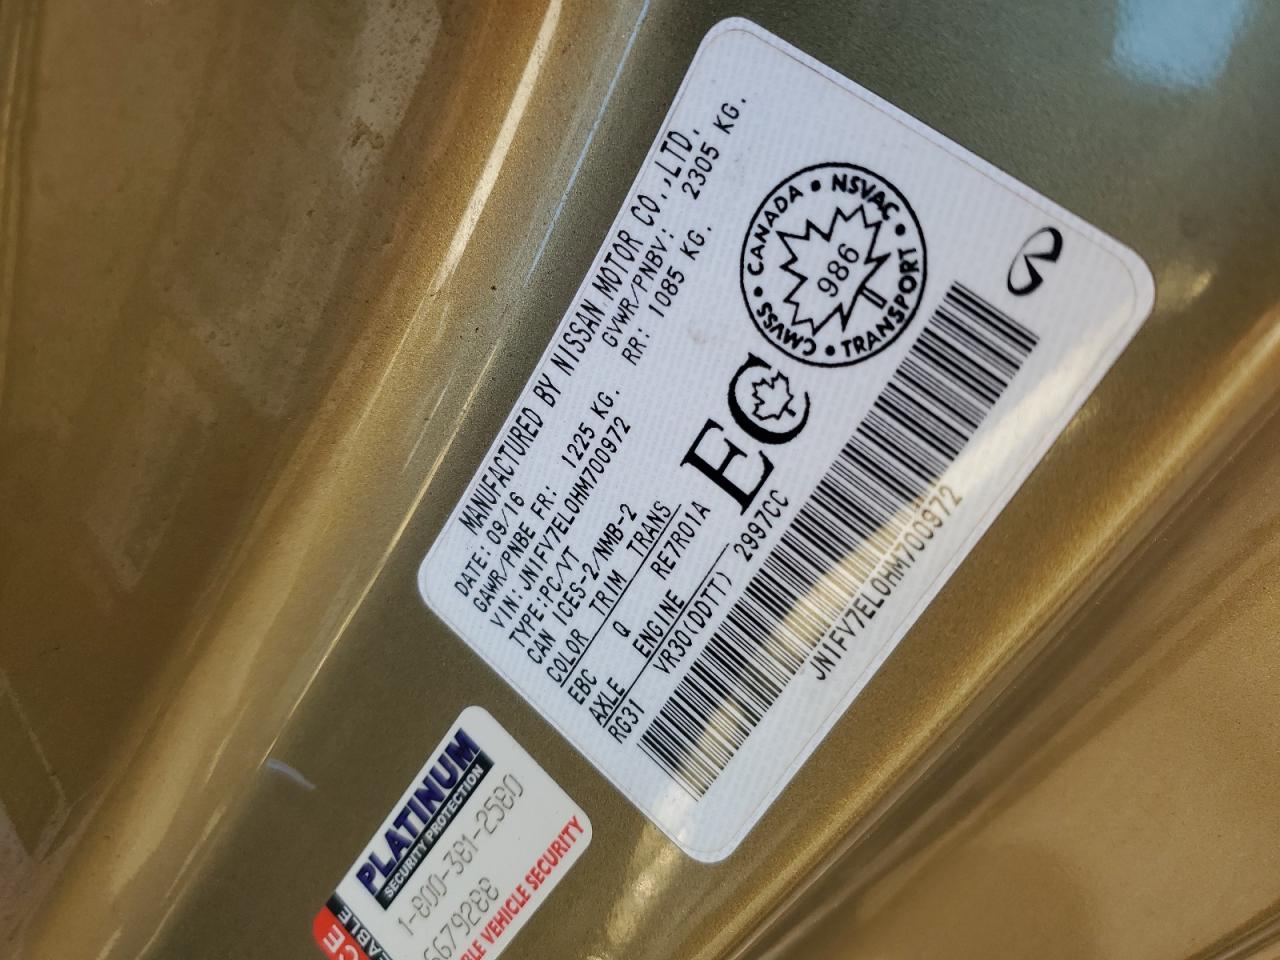 MANUFACTURED BY NISSAN MOTOR CO.,LTD.
DATE: 09/16 GVWR/PNBV: 2305 KG.
GAWR/PNBE FR: 1225 KG. RR: 1085 KG.
VIN: JN1FV7EL0HM700972
TYPE: PC/VT
CAN ICES-2/NMB-2
COLOR TRIM TRANS
EBC Q RE7R01A
AXLE ENGINE
RG31 VR30(DDTT) 2997CC
EC
CANADA • NSVAC • TRANSPORT • CMVSS •
986
JN1FV7EL0HM700972
PLATINUM
SECURITY PROTECTION
1-800-381-2580
6679288
VEHICLE SECURITY